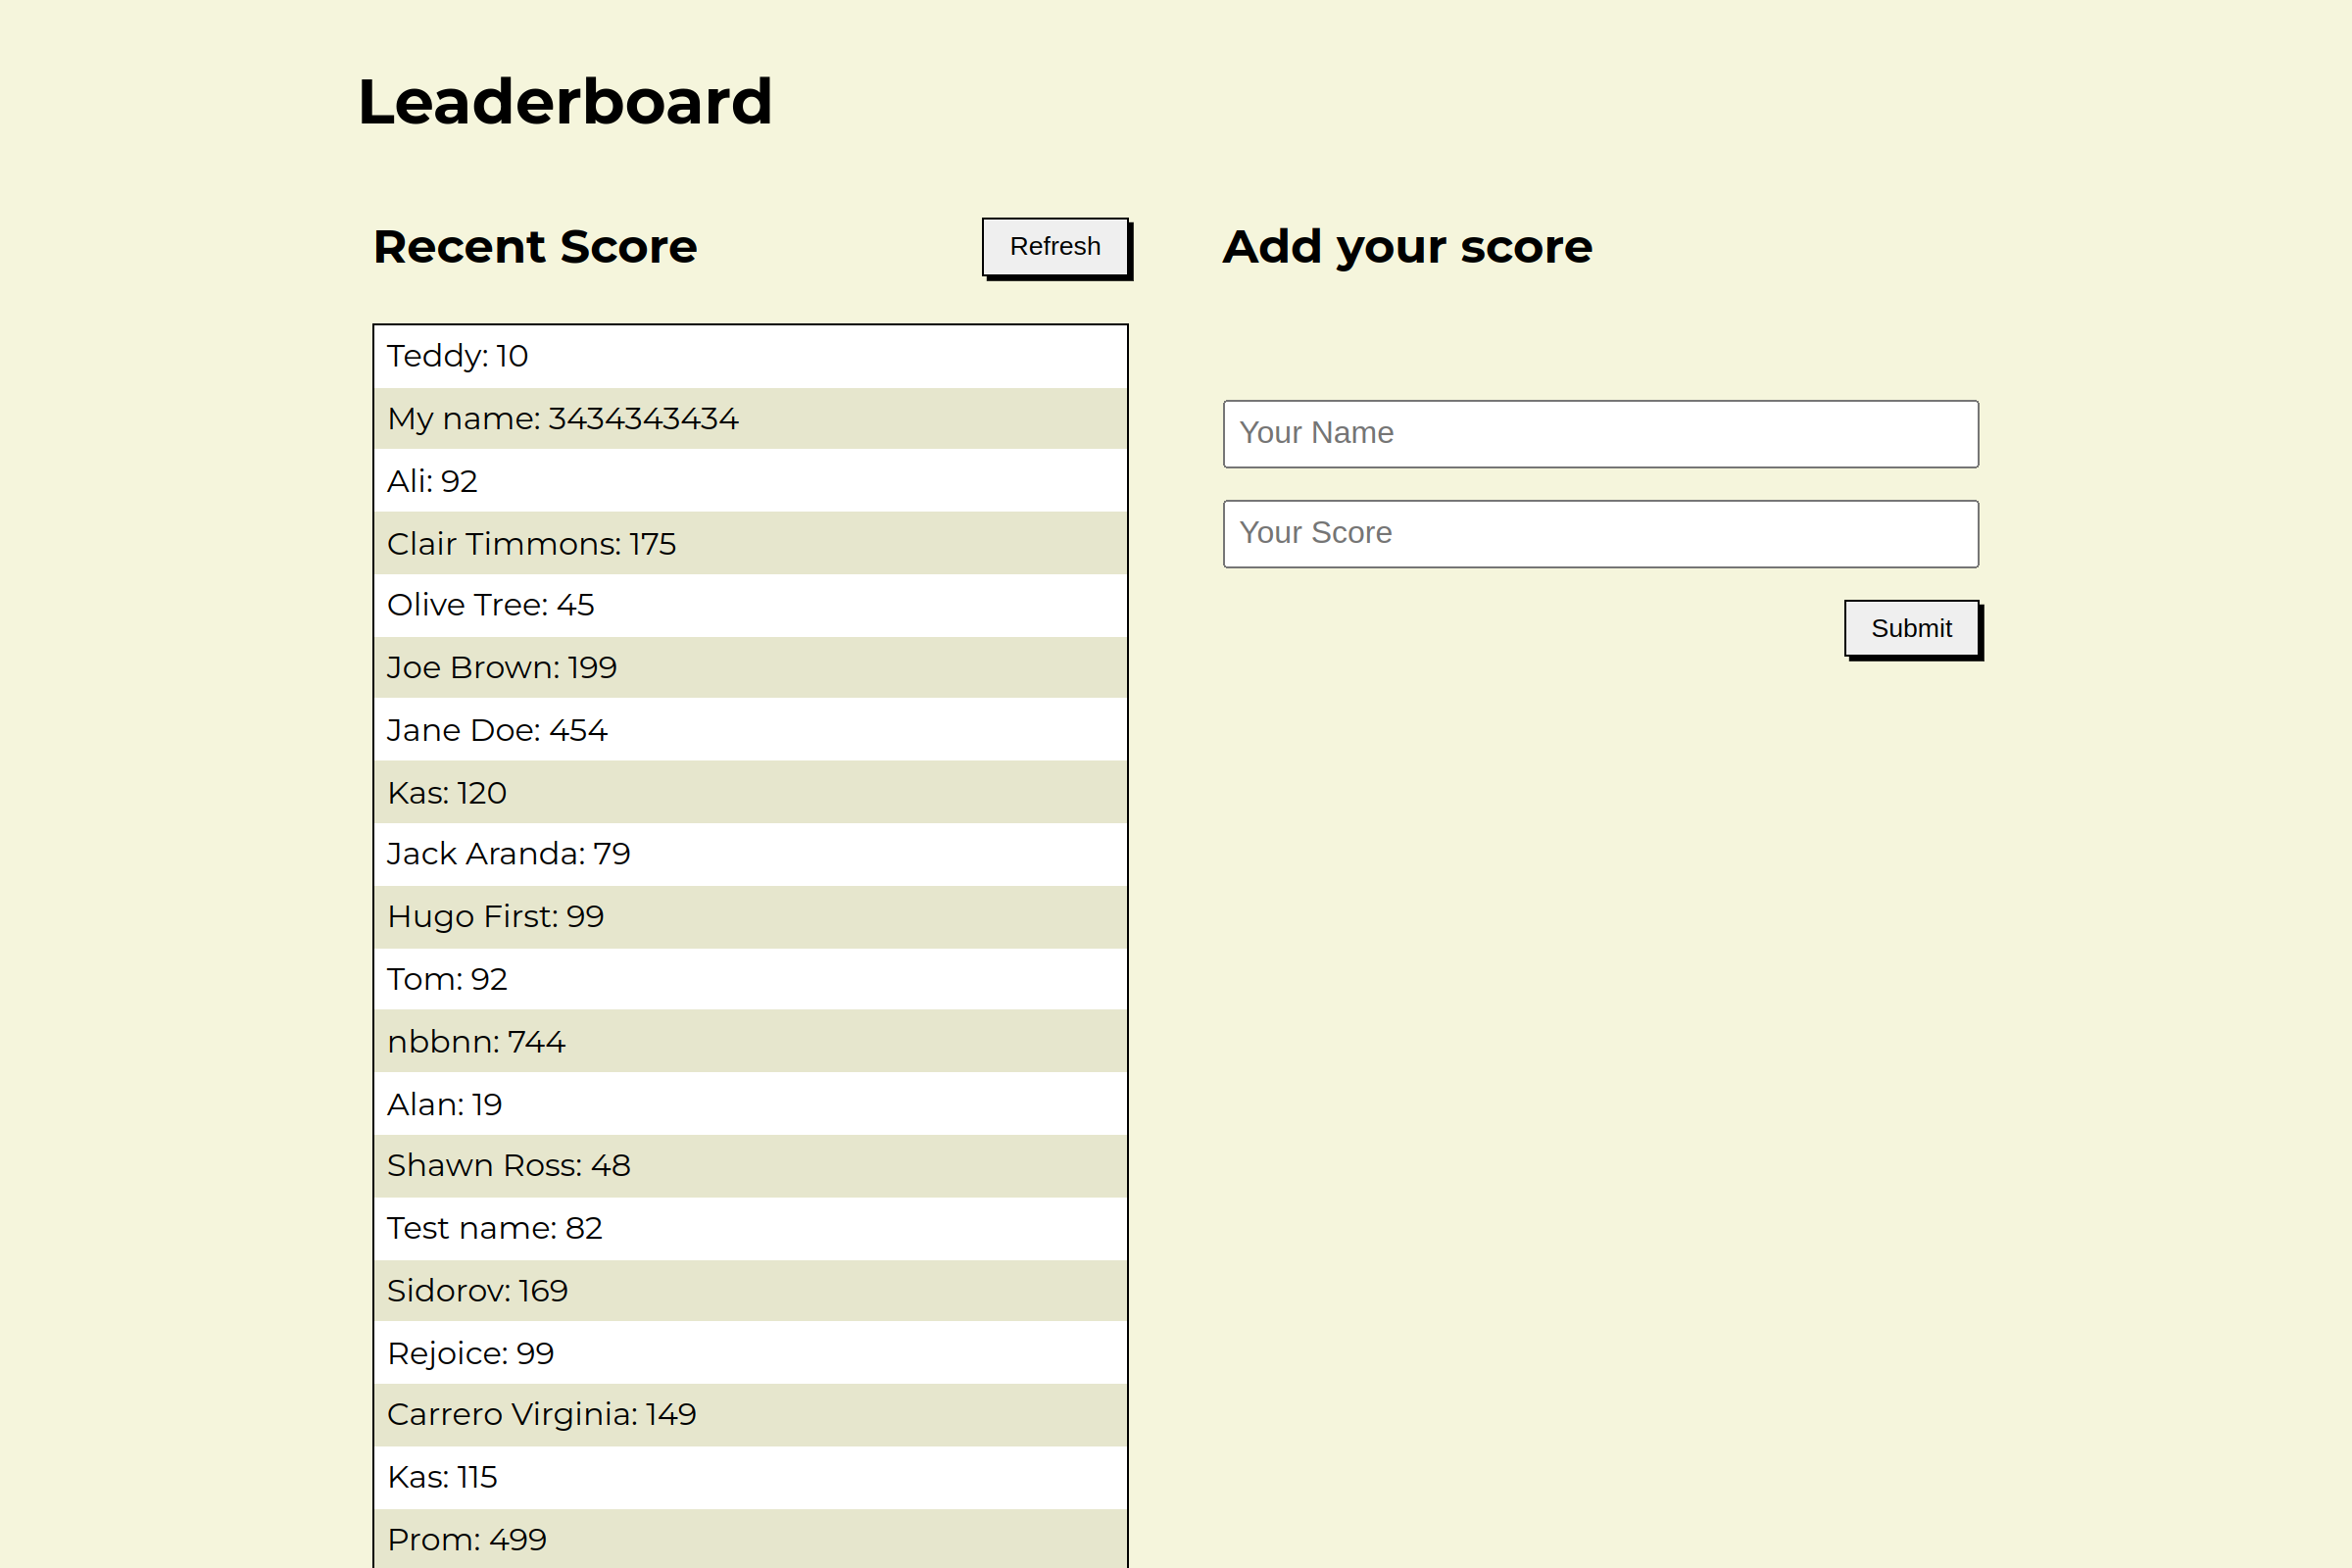 Leaderboard
Recent Score
Refresh
Teddy: 10
My name: 3434343434
Ali: 92
Clair Timmons: 175
Olive Tree: 45
Joe Brown: 199
Jane Doe: 454
Kas: 120
Jack Aranda: 79
Hugo First: 99
Tom: 92
nbbnn: 744
Alan: 19
Shawn Ross: 48
Test name: 82
Sidorov: 169
Rejoice: 99
Carrero Virginia: 149
Kas: 115
Prom: 499
Add your score
Your Name
Your Score
Submit